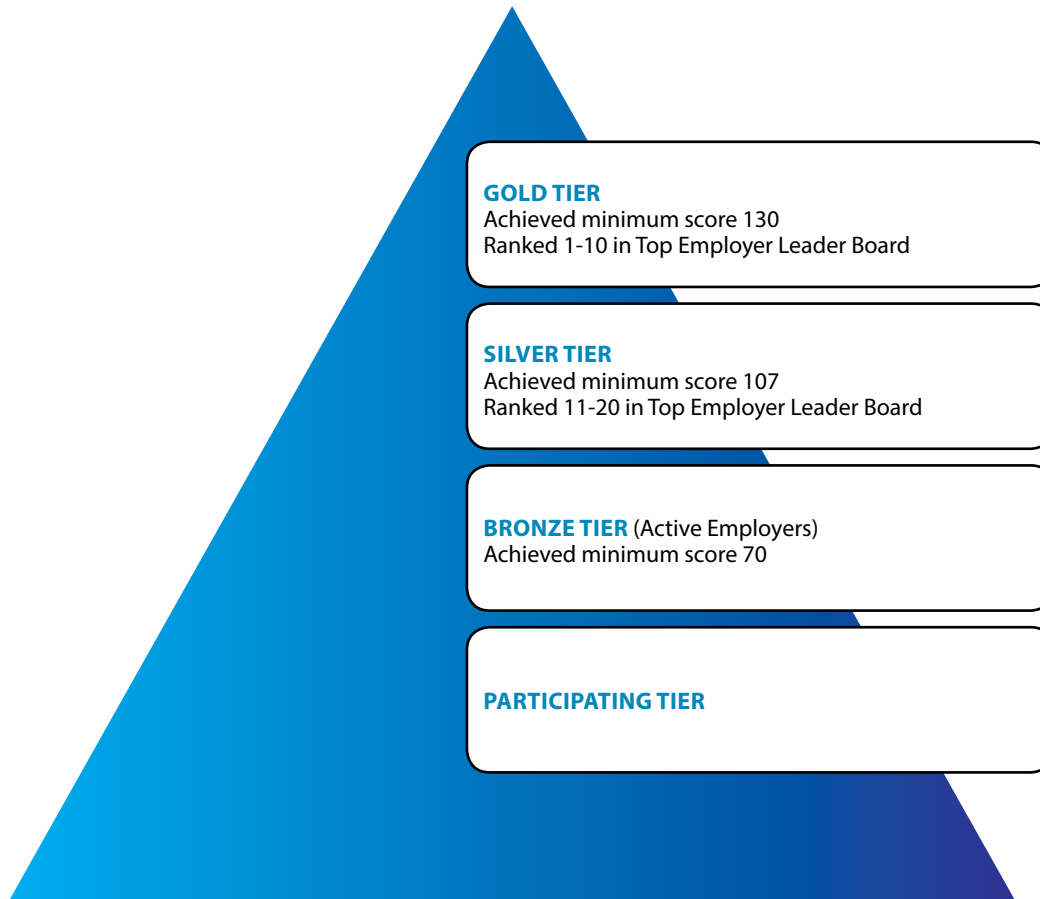 GOLD TIER
Achieved minimum score 130
Ranked 1-10 in Top Employer Leader Board
SILVER TIER
Achieved minimum score 107
Ranked 11-20 in Top Employer Leader Board
BRONZE TIER (Active Employers)
Achieved minimum score 70
PARTICIPATING TIER